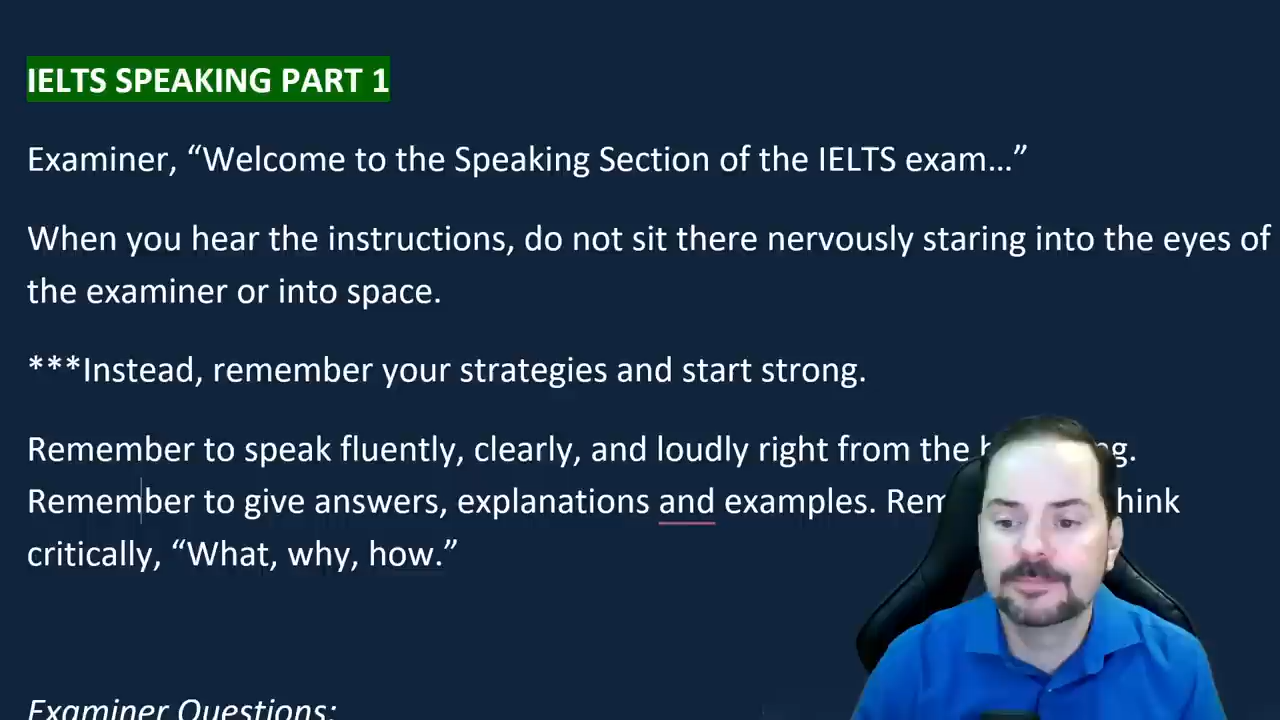 IELTS SPEAKING PART 1
Examiner, “Welcome to the Speaking Section of the IELTS exam…”
When you hear the instructions, do not sit there nervously staring into the eyes of
the examiner or into space.
***Instead, remember your strategies and start strong.
Remember to speak fluently, clearly, and loudly right from the
Remember to give answers, explanations and examples.
critically, “What, why, how.”
Examiner Questions: